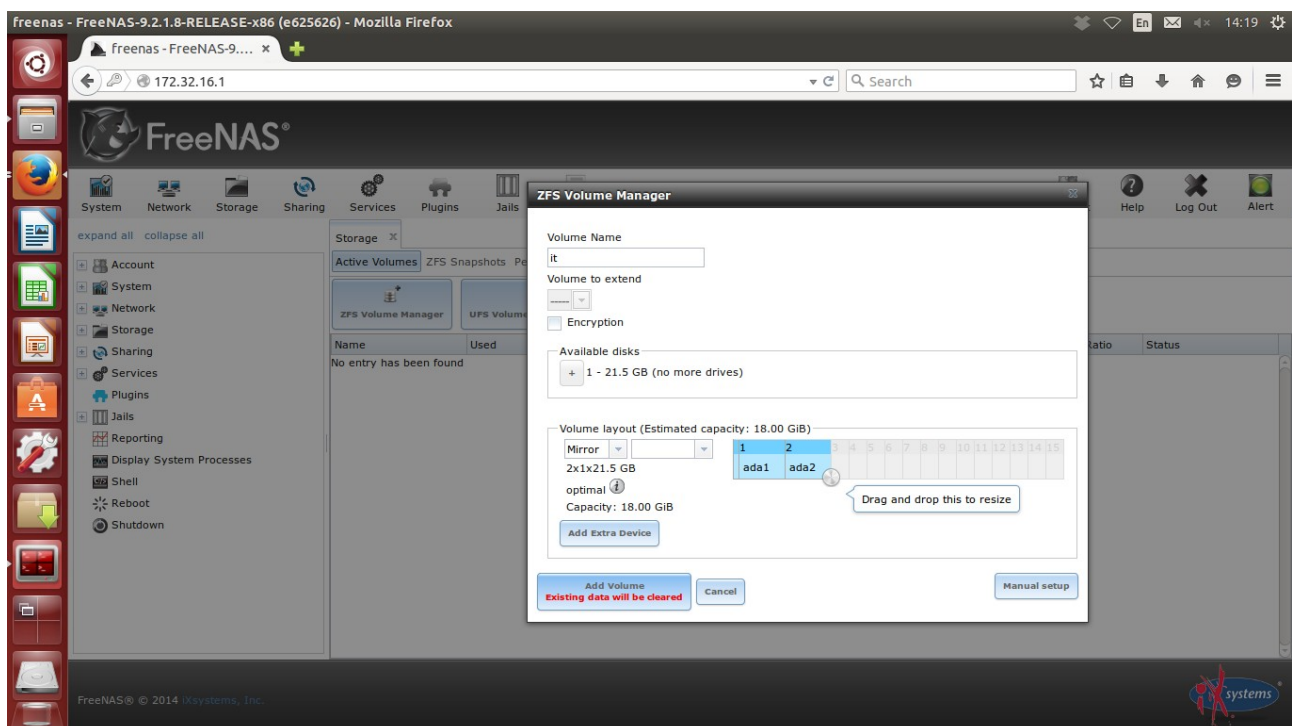 freenas - FreeNAS-9.2.1.8-RELEASE-x86 (e625626) - Mozilla Firefox En 14:19
freenas - FreeNAS-9.... ×
172.32.16.1 Search
FreeNAS®
System Network Storage Sharing Services Plugins Jails Help Log Out Alert
expand all collapse all
Account
System
Network
Storage
Sharing
Services
Plugins
Jails
Reporting
Display System Processes
Shell
Reboot
Shutdown
Storage X
Active Volumes ZFS Snapshots Pe
ZFS Volume Manager UFS Volum
Name Used Ratio Status
No entry has been found
ZFS Volume Manager
Volume Name
it
Volume to extend
-----
Encryption
Available disks
+ 1 - 21.5 GB (no more drives)
Volume layout (Estimated capacity: 18.00 GiB)
Mirror 1 2 3 4 5 6 7 8 9 10 11 12 13 14 15
2x1x21.5 GB ada1 ada2
optimal i
Capacity: 18.00 GiB
Drag and drop this to resize
Add Extra Device
Add Volume
Existing data will be cleared
Cancel
Manual setup
FreeNAS® © 2014 iXsystems, Inc.
iXsystems